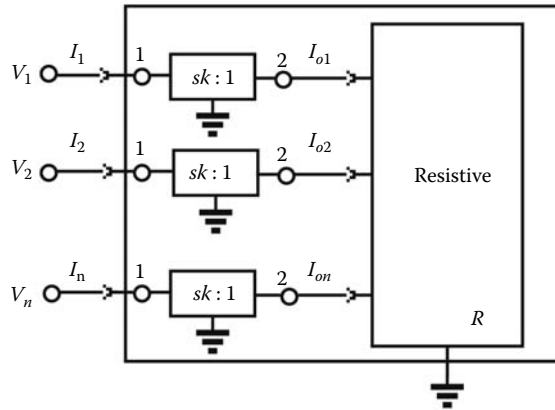 I1
1
2
Io1
V1
sk : 1
I2
1
2
Io2
V2
sk : 1
Resistive
In
1
2
Ion
Vn
sk : 1
R